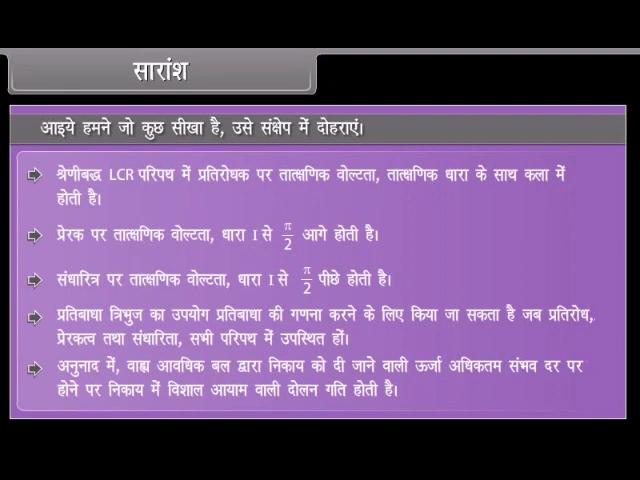 सारांश
आइये हमने जो कुछ सीखा है, उसे संक्षेप में दोहराएं।
श्रेणीबद्ध LCR परिपथ में प्रतिरोधक पर तात्क्षणिक वोल्टता, तात्क्षणिक धारा के साथ कला में
होती है।
प्रेरक पर तात्क्षणिक वोल्टता, धारा I से π/2 आगे होती है।
संधारित्र पर तात्क्षणिक वोल्टता, धारा I से π/2 पीछे होती है।
प्रतिबाधा त्रिभुज का उपयोग प्रतिबाधा की गणना करने के लिए किया जा सकता है जब प्रतिरोध,
प्रेरकत्व तथा संधारिता, सभी परिपथ में उपस्थित हों।
अनुनाद में, वाह्य आवधिक बल द्वारा निकाय को दी जाने वाली ऊर्जा अधिकतम संभव दर पर
होने पर निकाय में विशाल आयाम वाली दोलन गति होती है।